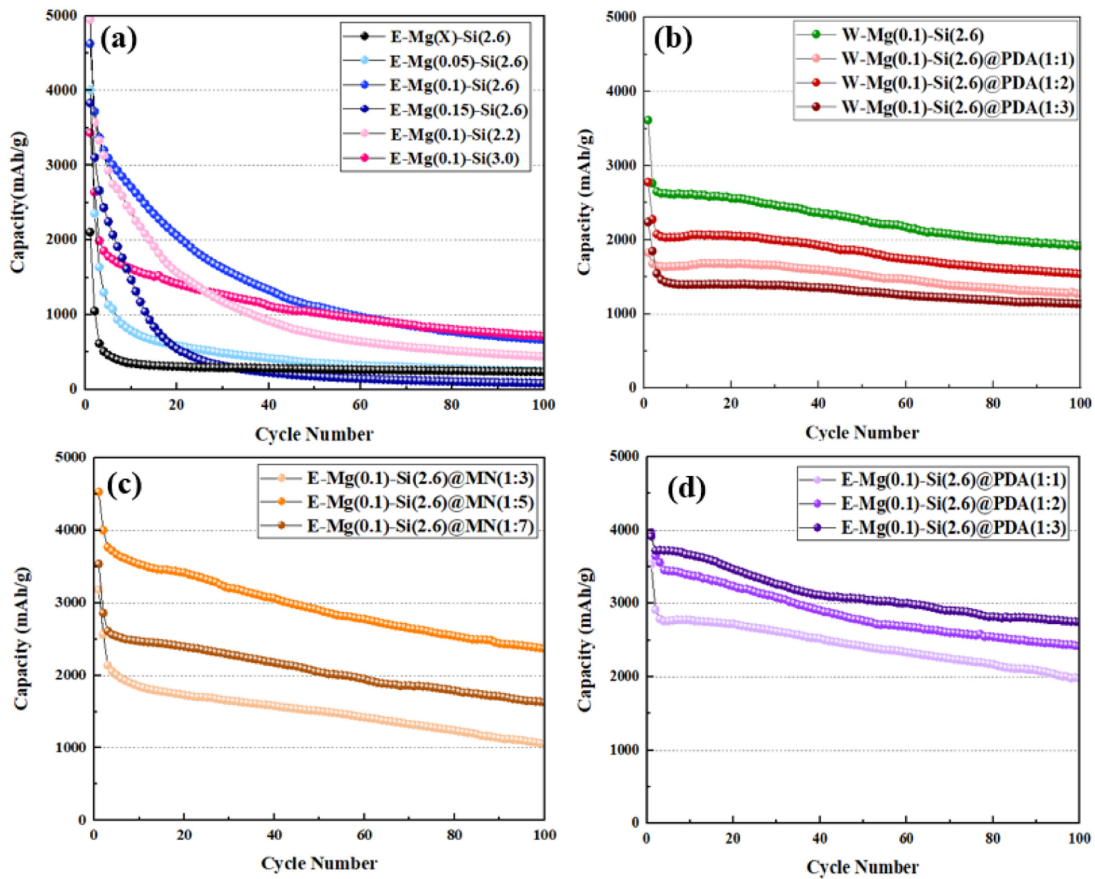 (a)
E-Mg(X)-Si(2.6)
E-Mg(0.05)-Si(2.6)
E-Mg(0.1)-Si(2.6)
E-Mg(0.15)-Si(2.6)
E-Mg(0.1)-Si(2.2)
E-Mg(0.1)-Si(3.0)
5000
4000
3000
2000
1000
0
Capacity(mAh/g)
0 20 40 60 80 100
Cycle Number
(b)
W-Mg(0.1)-Si(2.6)
W-Mg(0.1)-Si(2.6)@PDA(1:1)
W-Mg(0.1)-Si(2.6)@PDA(1:2)
W-Mg(0.1)-Si(2.6)@PDA(1:3)
5000
4000
3000
2000
1000
0
Capacity (mAh/g)
0 20 40 60 80 100
Cycle Number
(c)
E-Mg(0.1)-Si(2.6)@MN(1:3)
E-Mg(0.1)-Si(2.6)@MN(1:5)
E-Mg(0.1)-Si(2.6)@MN(1:7)
5000
4000
3000
2000
1000
0
Capacity (mAh/g)
0 20 40 60 80 100
Cycle Number
(d)
E-Mg(0.1)-Si(2.6)@PDA(1:1)
E-Mg(0.1)-Si(2.6)@PDA(1:2)
E-Mg(0.1)-Si(2.6)@PDA(1:3)
5000
4000
3000
2000
1000
0
Capacity (mAh/g)
0 20 40 60 80 100
Cycle Number